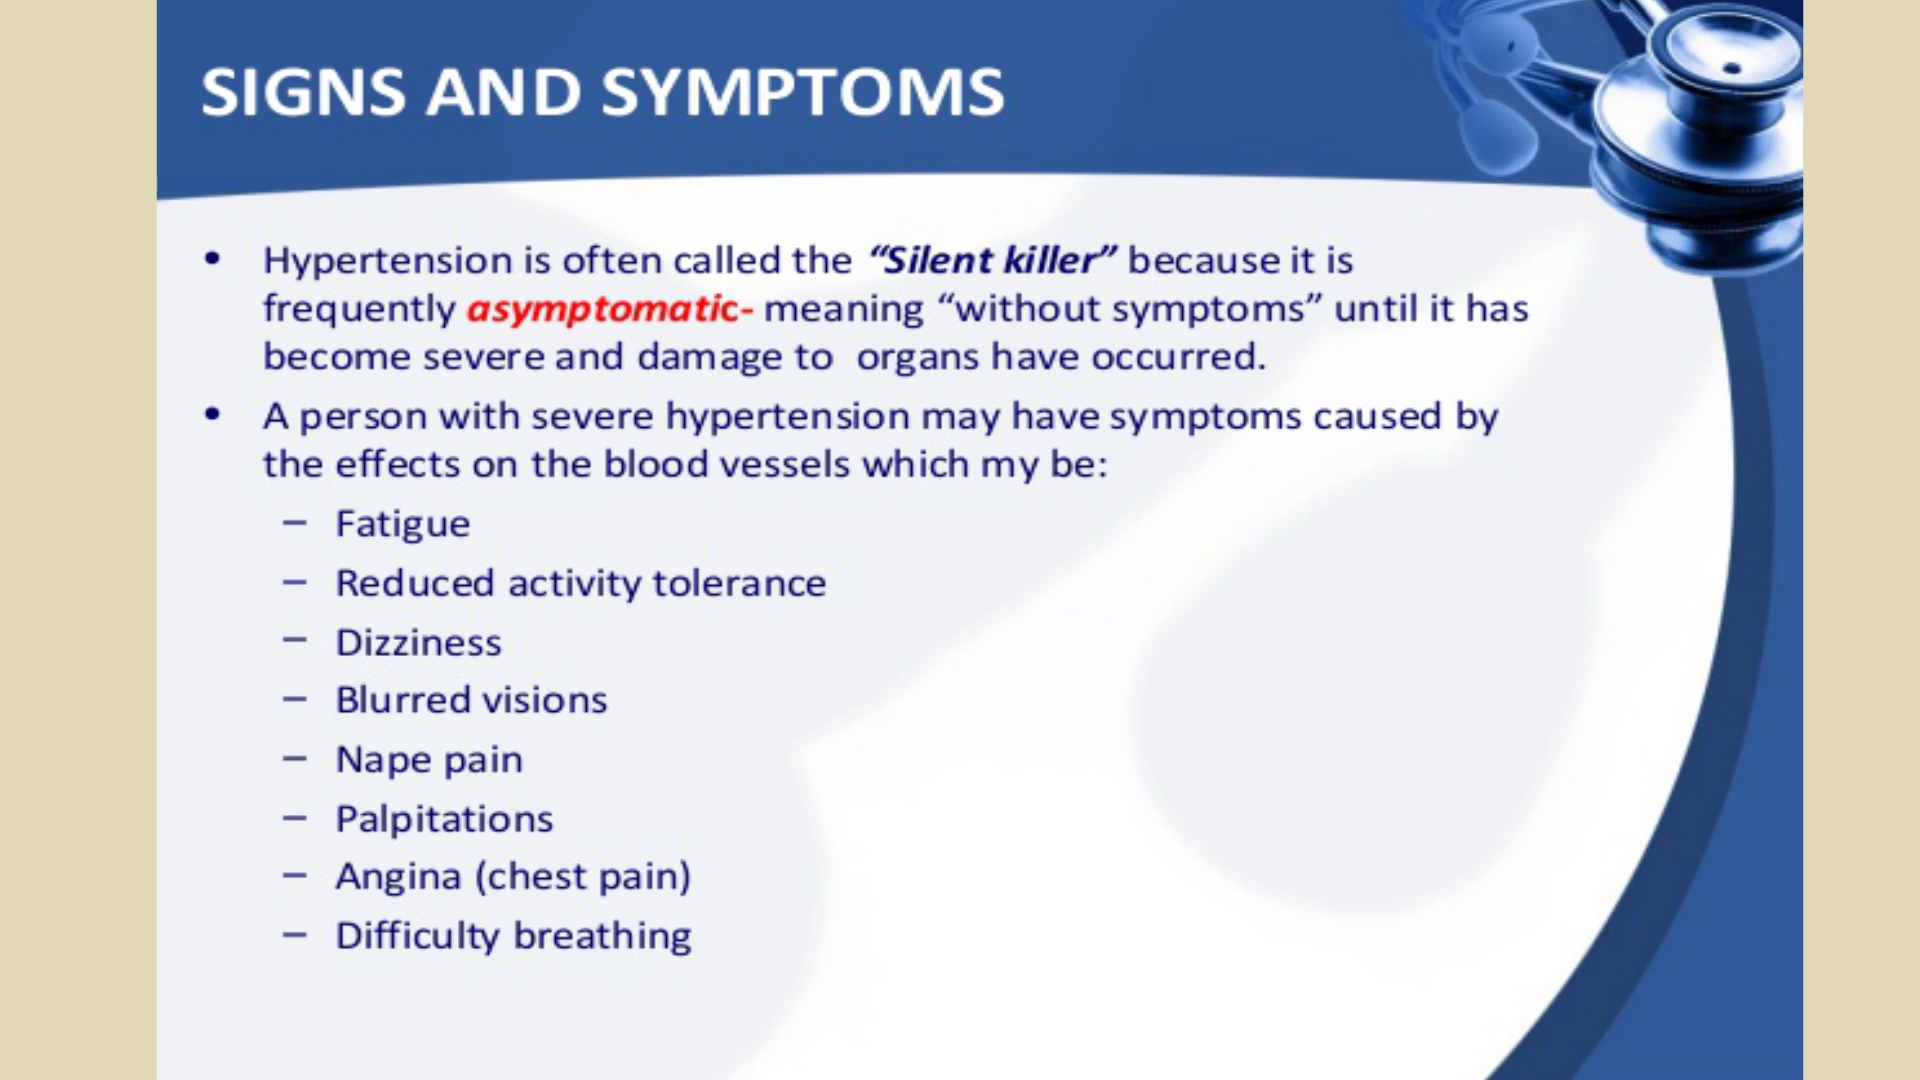 SIGNS AND SYMPTOMS
• Hypertension is often called the “Silent killer” because it is
frequently asymptomatic- meaning “without symptoms” until it has
become severe and damage to organs have occurred.
• A person with severe hypertension may have symptoms caused by
the effects on the blood vessels which my be:
– Fatigue
– Reduced activity tolerance
– Dizziness
– Blurred visions
– Nape pain
– Palpitations
– Angina (chest pain)
– Difficulty breathing